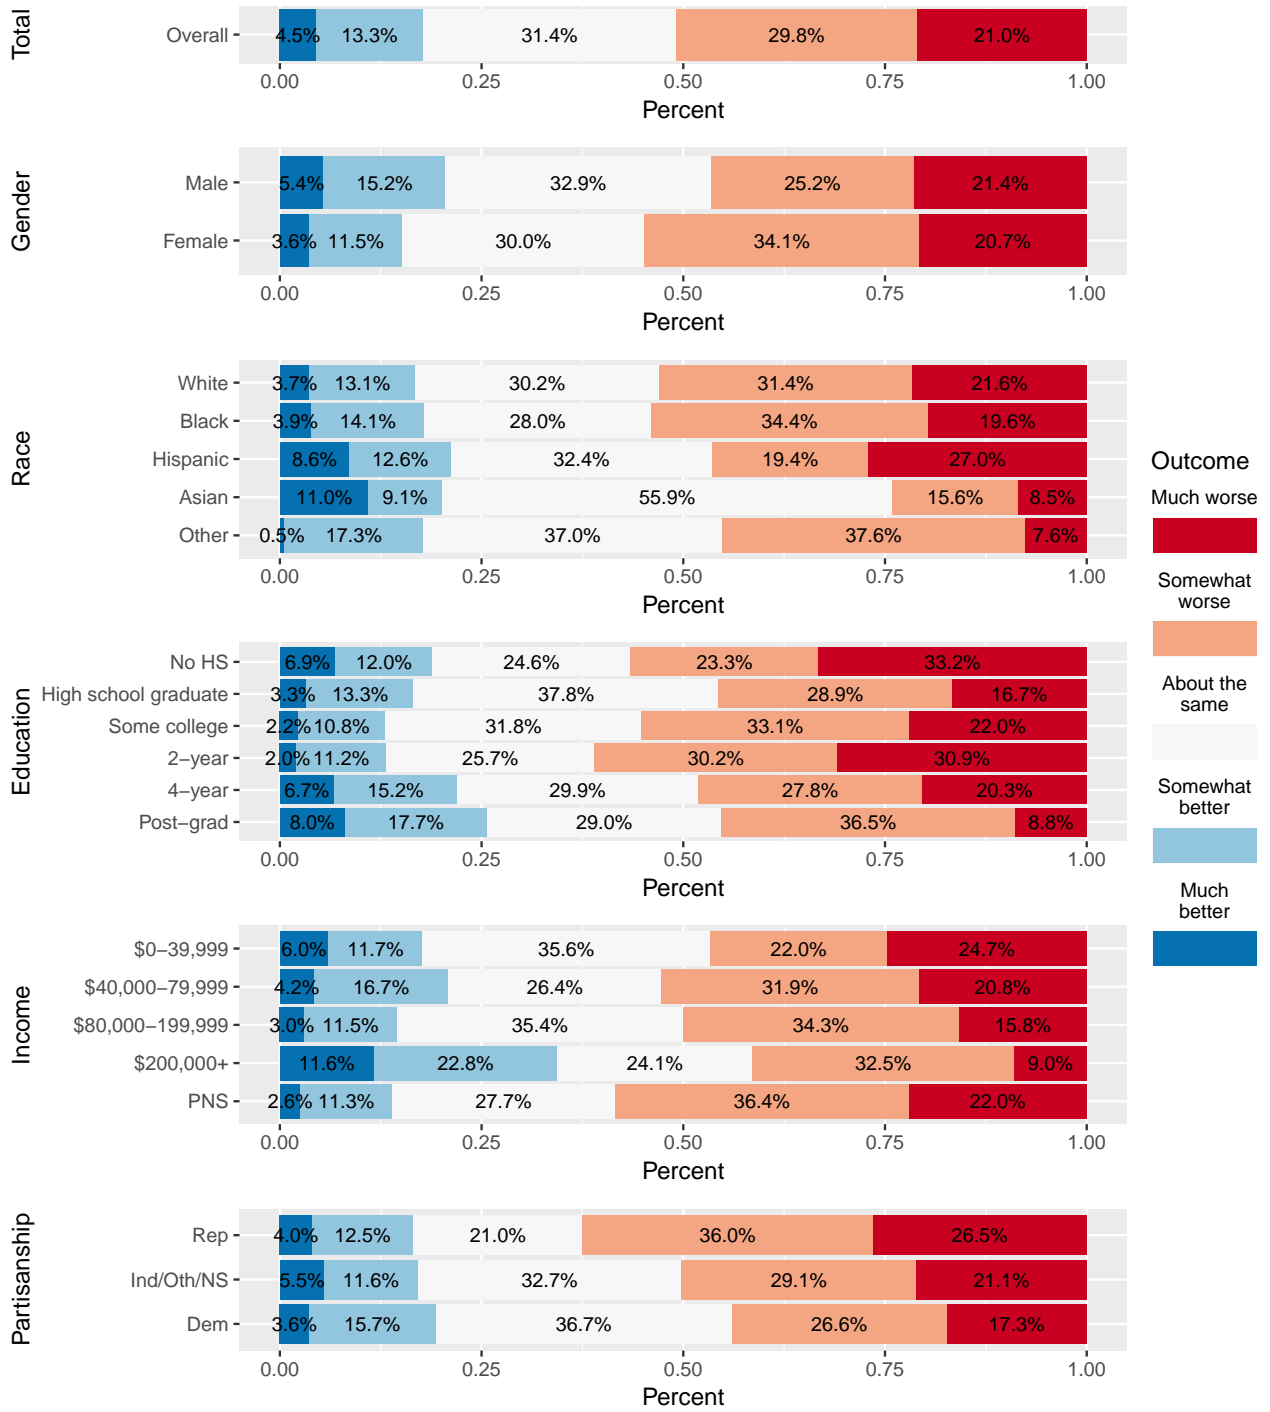 Total
Overall 4.5% 13.3% 31.4% 29.8% 21.0%
0.00 0.25 0.50 0.75 1.00
Percent
Gender
Male 5.4% 15.2% 32.9% 25.2% 21.4%
Female 3.6% 11.5% 30.0% 34.1% 20.7%
0.00 0.25 0.50 0.75 1.00
Percent
Race
White 3.7% 13.1% 30.2% 31.4% 21.6%
Black 3.9% 14.1% 28.0% 34.4% 19.6%
Hispanic 8.6% 12.6% 32.4% 19.4% 27.0%
Asian 11.0% 9.1% 55.9% 15.6% 8.5%
Other 0.5% 17.3% 37.0% 37.6% 7.6%
0.00 0.25 0.50 0.75 1.00
Percent
Education
No HS 6.9% 12.0% 24.6% 23.3% 33.2%
High school graduate 3.3% 13.3% 37.8% 28.9% 16.7%
Some college 2.2% 10.8% 31.8% 33.1% 22.0%
2−year 2.0% 11.2% 25.7% 30.2% 30.9%
4−year 6.7% 15.2% 29.9% 27.8% 20.3%
Post−grad 8.0% 17.7% 29.0% 36.5% 8.8%
0.00 0.25 0.50 0.75 1.00
Percent
Income
$0−39,999 6.0% 11.7% 35.6% 22.0% 24.7%
$40,000−79,999 4.2% 16.7% 26.4% 31.9% 20.8%
$80,000−199,999 3.0% 11.5% 35.4% 34.3% 15.8%
$200,000+ 11.6% 22.8% 24.1% 32.5% 9.0%
PNS 2.6% 11.3% 27.7% 36.4% 22.0%
0.00 0.25 0.50 0.75 1.00
Percent
Partisanship
Rep 4.0% 12.5% 21.0% 36.0% 26.5%
Ind/Oth/NS 5.5% 11.6% 32.7% 29.1% 21.1%
Dem 3.6% 15.7% 36.7% 26.6% 17.3%
0.00 0.25 0.50 0.75 1.00
Percent
Outcome
Much worse
Somewhat
worse
About the
same
Somewhat
better
Much
better